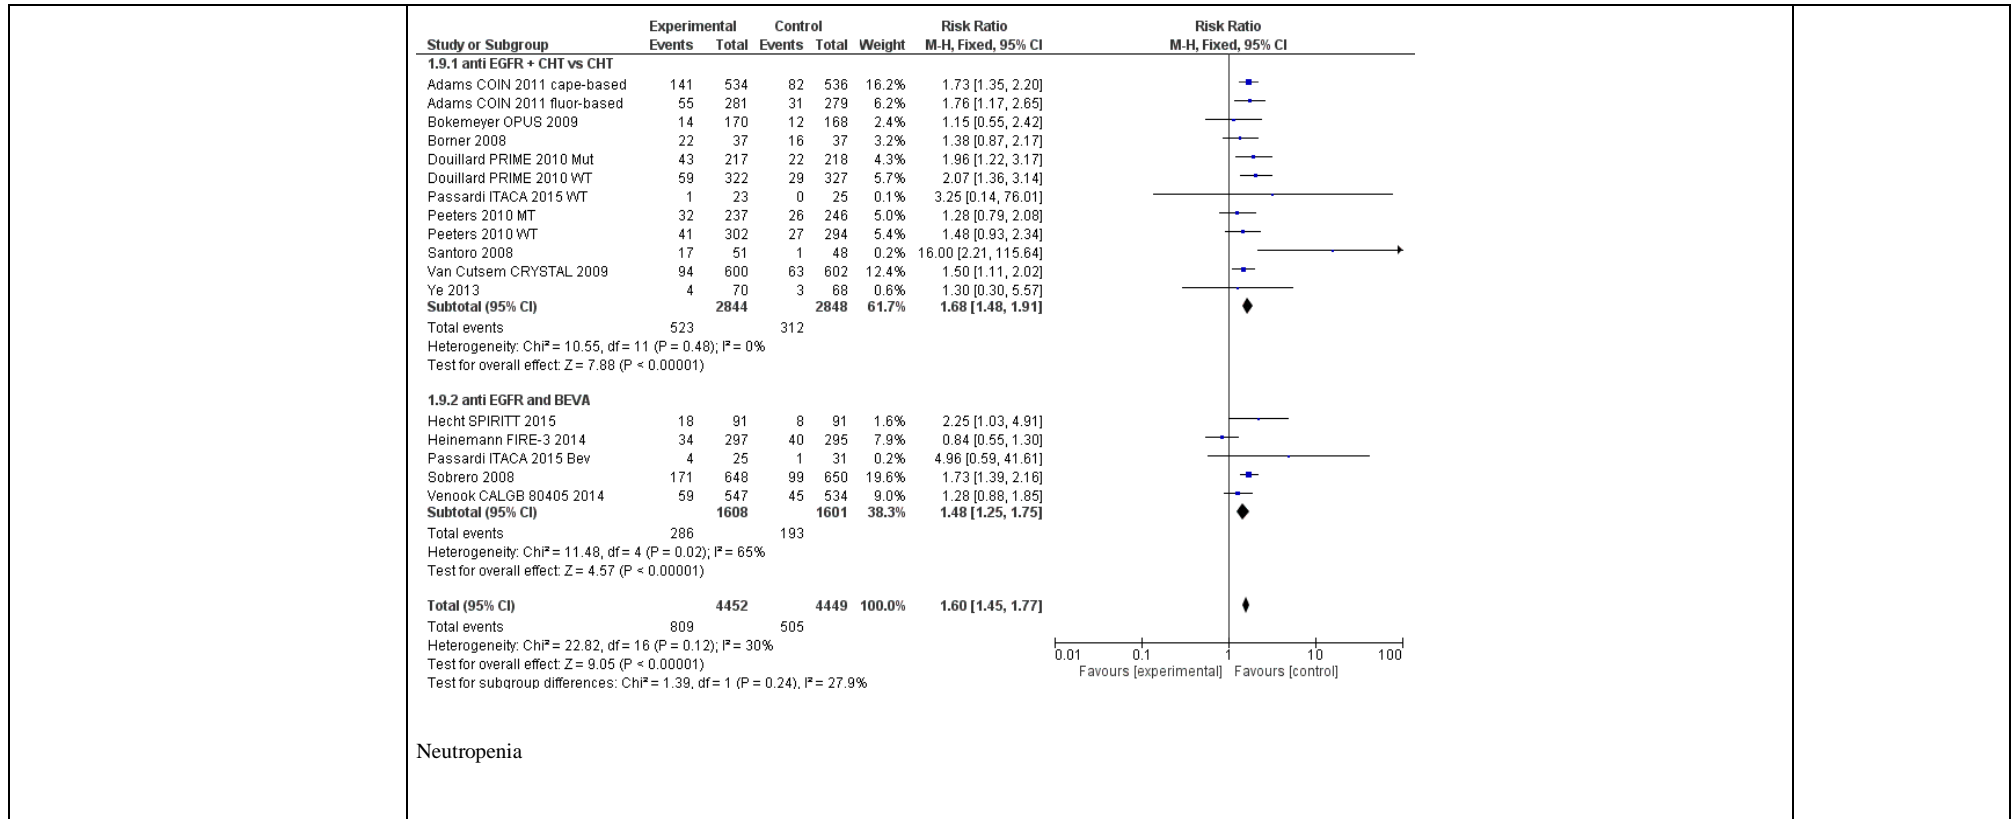 Experimental Control Risk Ratio Risk Ratio
Study or Subgroup Events Total Events Total Weight M-H, Fixed, 95% CI M-H, Fixed, 95% CI
1.9.1 anti EGFR + CHT vs CHT
Adams COIN 2011 cape-based 141 534 82 536 16.2% 1.73 [1.35, 2.20]
Adams COIN 2011 fluor-based 55 281 31 279 6.2% 1.76 [1.17, 2.65]
Bokemeyer OPUS 2009 14 170 12 168 2.4% 1.15 [0.55, 2.42]
Borner 2008 22 37 16 37 3.2% 1.38 [0.87, 2.17]
Douillard PRIME 2010 Mut 43 217 22 218 4.3% 1.96 [1.22, 3.17]
Douillard PRIME 2010 WT 59 322 29 327 5.7% 2.07 [1.36, 3.14]
Passardi ITACA 2015 WT 1 23 0 25 0.1% 3.25 [0.14, 76.01]
Peeters 2010 MT 32 237 26 246 5.0% 1.28 [0.79, 2.08]
Peeters 2010 WT 41 302 27 294 5.4% 1.48 [0.93, 2.34]
Santoro 2008 17 51 1 48 0.2% 16.00 [2.21, 115.64]
Van Cutsem CRYSTAL 2009 94 600 63 602 12.4% 1.50 [1.11, 2.02]
Ye 2013 4 70 3 68 0.6% 1.30 [0.30, 5.57]
Subtotal (95% CI) 2844 2848 61.7% 1.68 [1.48, 1.91]
Total events 523 312
Heterogeneity: Chi² = 10.55, df = 11 (P = 0.48); I² = 0%
Test for overall effect: Z = 7.88 (P < 0.00001)
1.9.2 anti EGFR and BEVA
Hecht SPIRITT 2015 18 91 8 91 1.6% 2.25 [1.03, 4.91]
Heinemann FIRE-3 2014 34 297 40 295 7.9% 0.84 [0.55, 1.30]
Passardi ITACA 2015 Bev 4 25 1 31 0.2% 4.96 [0.59, 41.61]
Sobrero 2008 171 648 99 650 19.6% 1.73 [1.39, 2.16]
Venook CALGB 80405 2014 59 547 45 534 9.0% 1.28 [0.88, 1.85]
Subtotal (95% CI) 1608 1601 38.3% 1.48 [1.25, 1.75]
Total events 286 193
Heterogeneity: Chi² = 11.48, df = 4 (P = 0.02); I² = 65%
Test for overall effect: Z = 4.57 (P < 0.00001)
Total (95% CI) 4452 4449 100.0% 1.60 [1.45, 1.77]
Total events 809 505
Heterogeneity: Chi² = 22.82, df = 16 (P = 0.12); I² = 30%
Test for overall effect: Z = 9.05 (P < 0.00001)
Test for subgroup differences: Chi² = 1.39, df = 1 (P = 0.24), I² = 27.9%
0.01 0.1 1 10 100
Favours [experimental] Favours [control]
Neutropenia